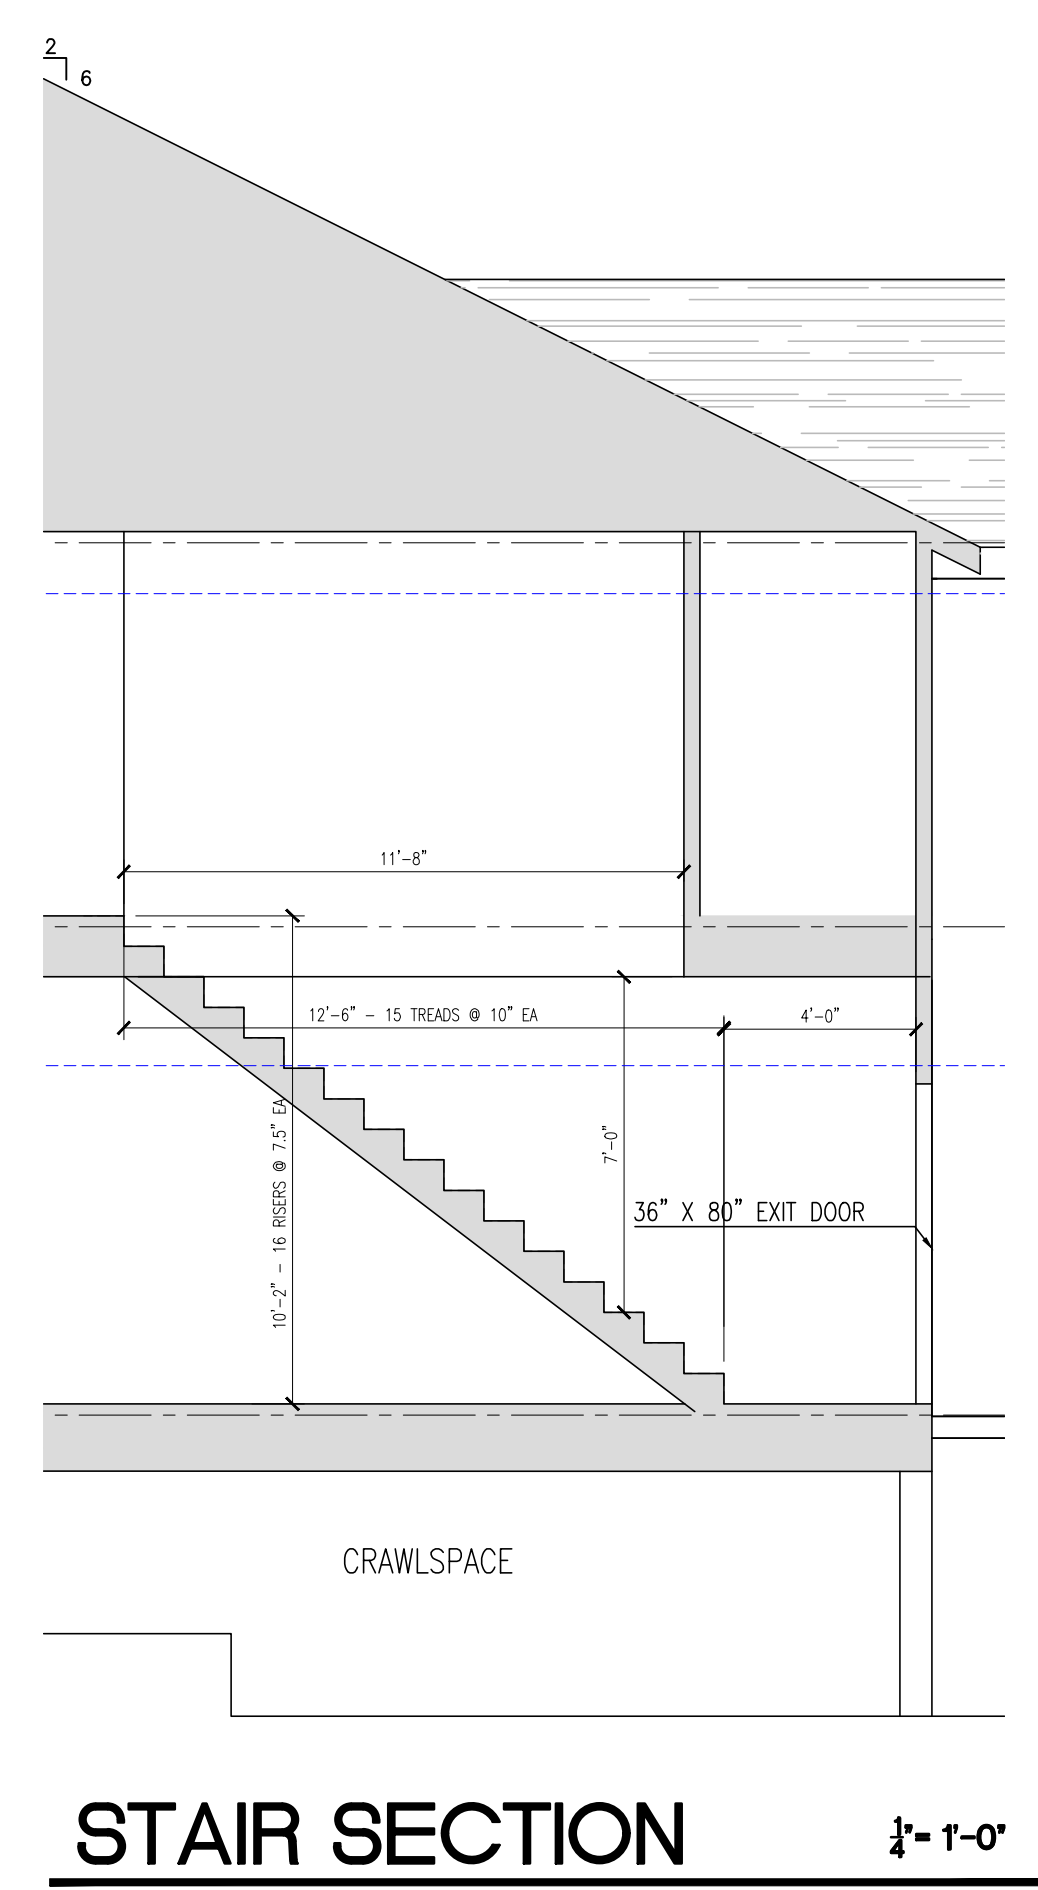 2
6
11'-8"
12'-6" - 15 TREADS @ 10" EA
4'-0"
10'-2" - 16 RISERS @ 7.5" EA
7'-0"
36" X 80" EXIT DOOR
CRAWLSPACE
STAIR SECTION
1/4"= 1'-0"